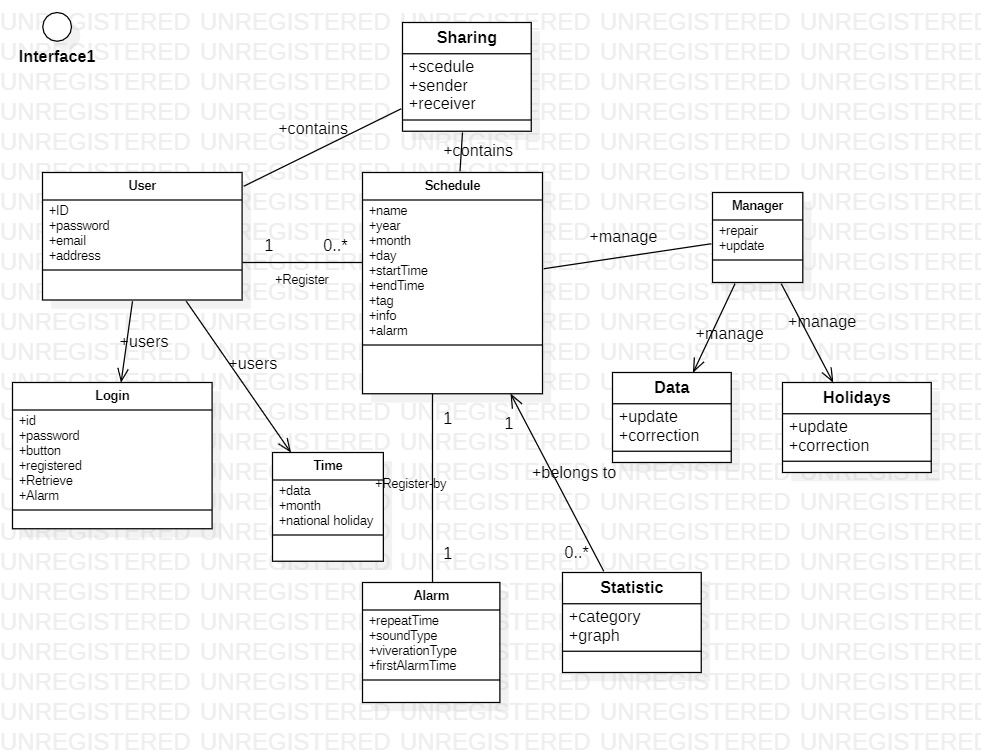 Interface1
Sharing
+scedule
+sender
+receiver
+contains
+contains
User
+ID
+password
+email
+address
1
0..*
+Register
Schedule
+name
+year
+month
+day
+startTime
+endTime
+tag
+info
+alarm
+manage
Manager
+repair
+update
+users
+users
+manage
+manage
Login
+id
+password
+button
+registered
+Retrieve
+Alarm
Time
+data
+month
+national holiday
1
+Register-by
1
1
+belongs to
0..*
Data
+update
+correction
Holidays
+update
+correction
Alarm
+repeatTime
+soundType
+viverationType
+firstAlarmTime
Statistic
+category
+graph
UNREGISTERED